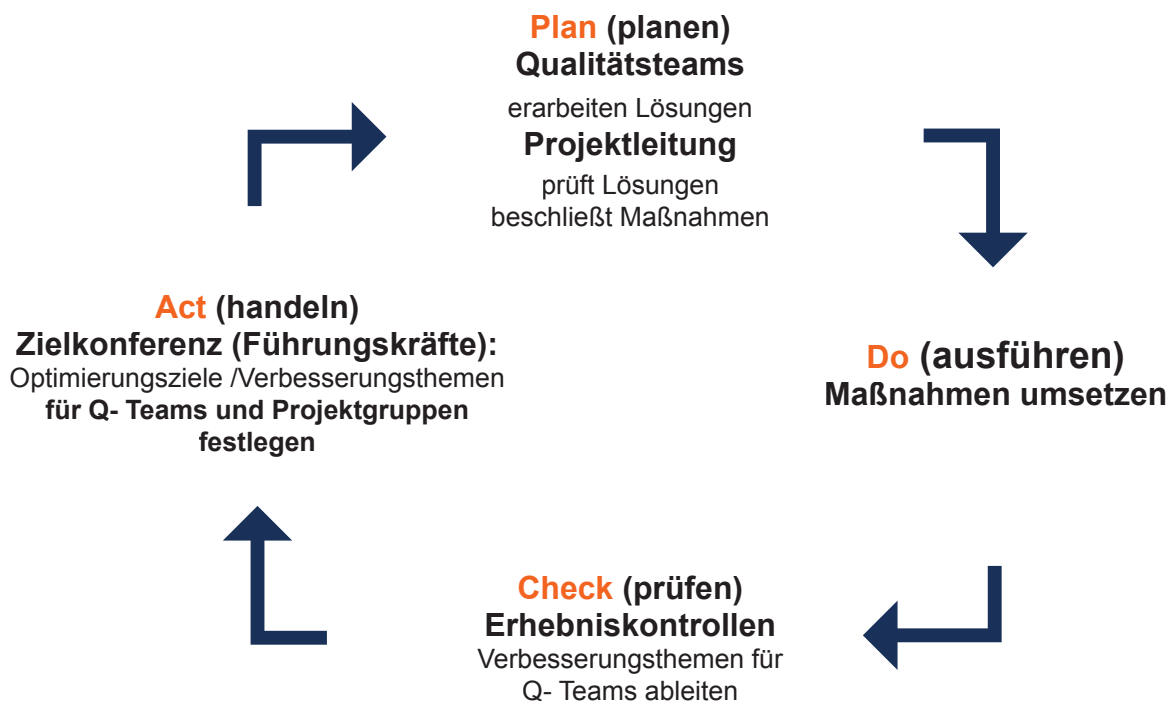 Plan (planen)
Qualitätsteams
erarbeiten Lösungen
Projektleitung
prüft Lösungen
beschließt Maßnahmen
Do (ausführen)
Maßnahmen umsetzen
Check (prüfen)
Erhebniskontrollen
Verbesserungsthemen für
Q- Teams ableiten
Act (handeln)
Zielkonferenz (Führungskräfte):
Optimierungsziele /Verbesserungsthemen
für Q- Teams und Projektgruppen
festlegen